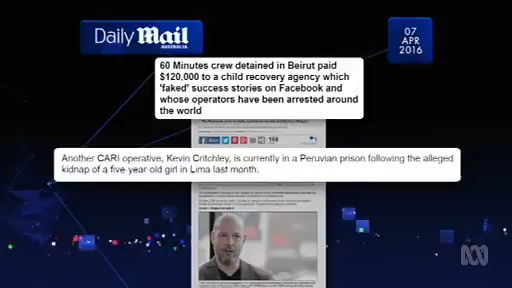 Daily Mail
AUSTRALIA
07
APR
2016
60 Minutes crew detained in Beirut paid
$120,000 to a child recovery agency which
'faked' success stories on Facebook and
whose operators have been arrested around
the world
Share
194
Another CARI operative, Kevin Critchley, is currently in a Peruvian prison following the alleged
kidnap of a five-year-old girl in Lima last month.